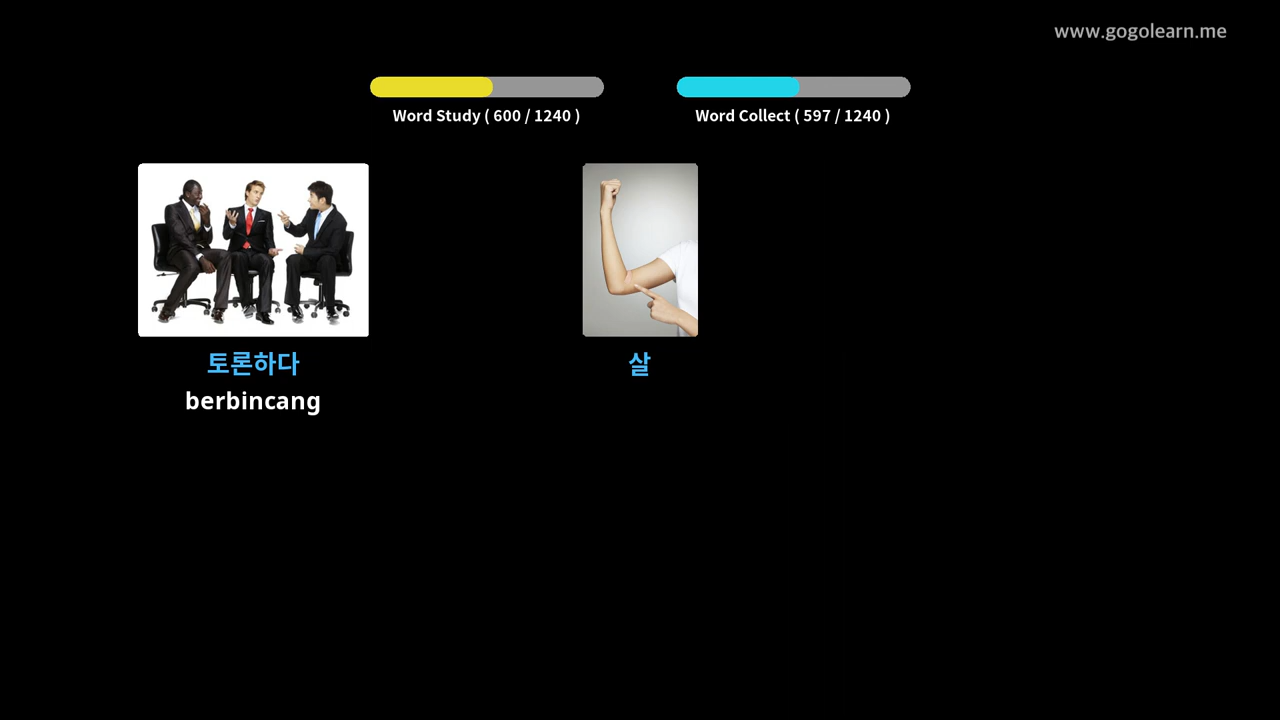 www.gogolearn.me
Word Study ( 600 / 1240 )
Word Collect ( 597 / 1240 )
토론하다
살
berbincang